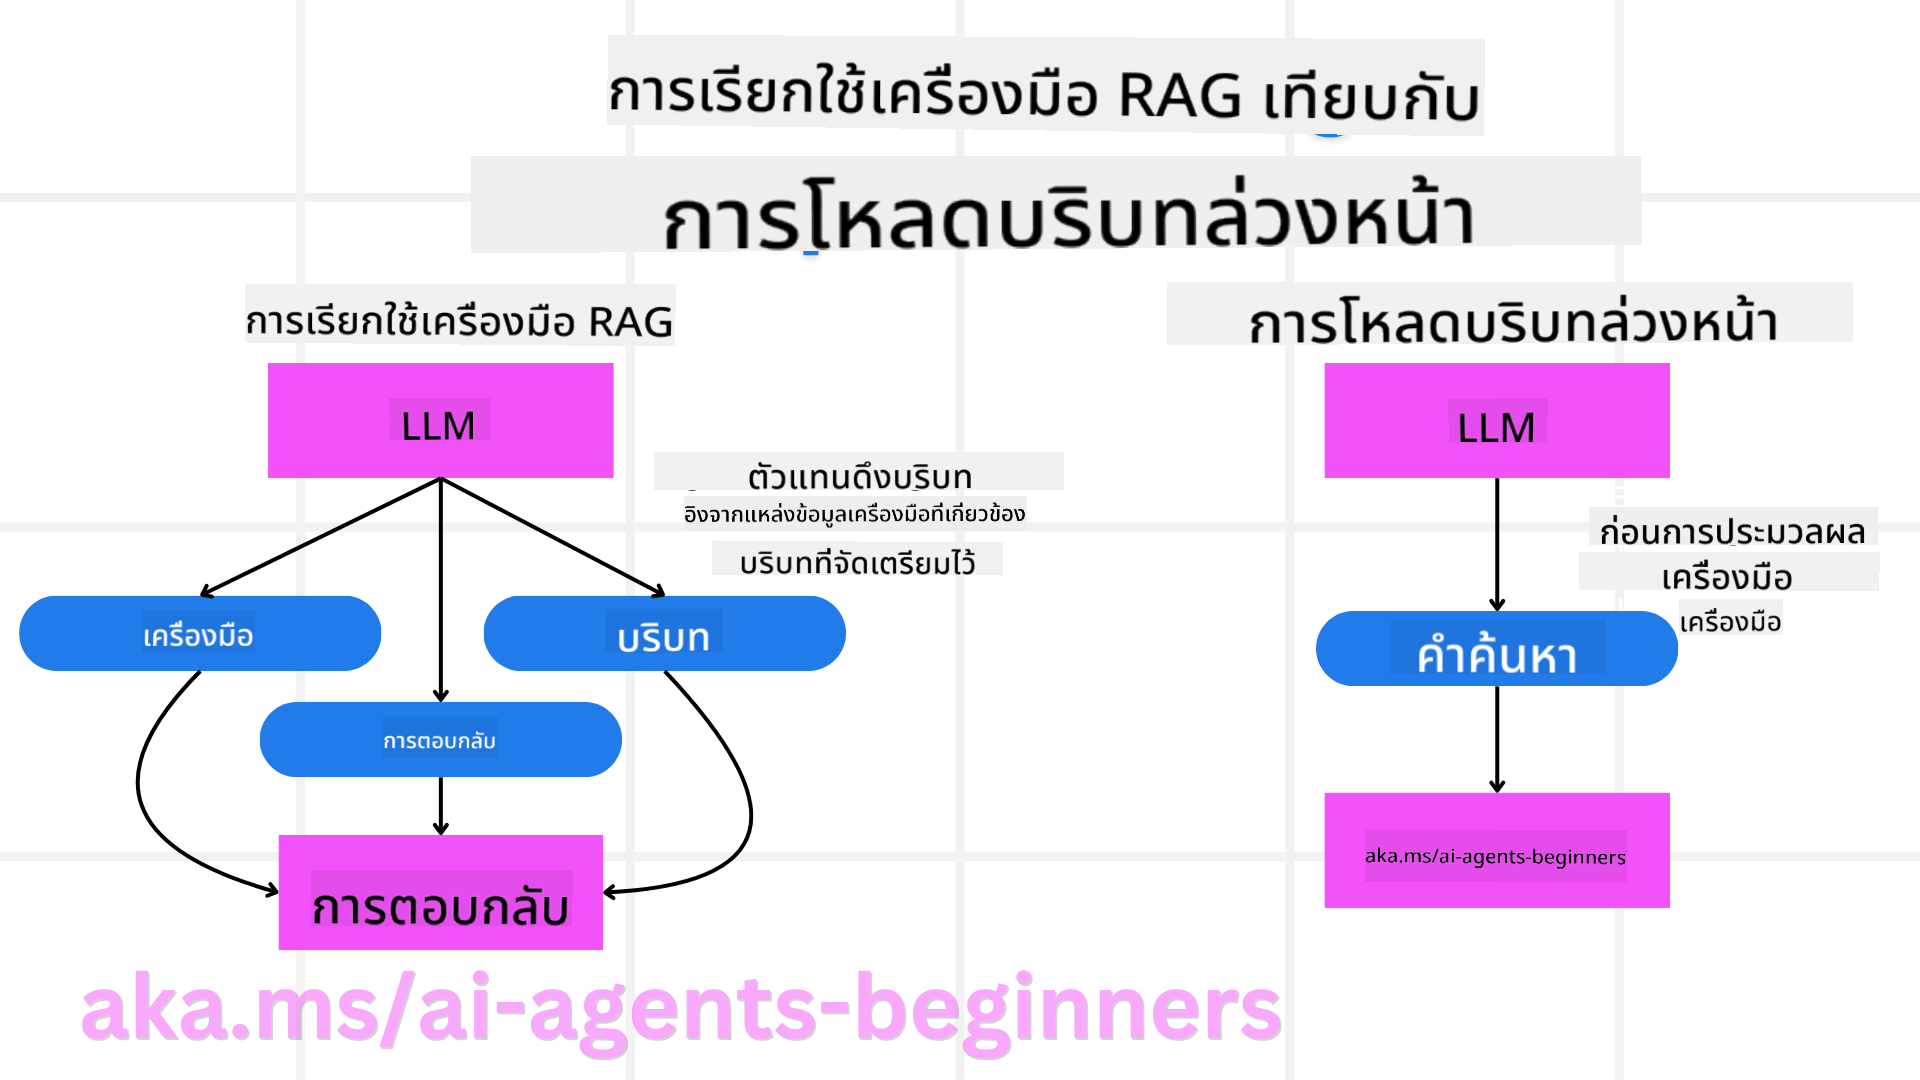 การเรียกใช้เครื่องมือ RAG เทียบกับ
การโหลดบริบทล่วงหน้า
การเรียกใช้เครื่องมือ RAG
การโหลดบริบทล่วงหน้า
LLM
LLM
ตัวแทนดึงบริบท
อิงจากแหล่งข้อมูลเครื่องมือที่เกี่ยวข้อง
บริบทที่จัดเตรียมไว้
ก่อนการประมวลผล
เครื่องมือ
เครื่องมือ
เครื่องมือ
บริบท
คำค้นหา
การตอบกลับ
aka.ms/ai-agents-beginners
การตอบกลับ
aka.ms/ai-agents-beginners